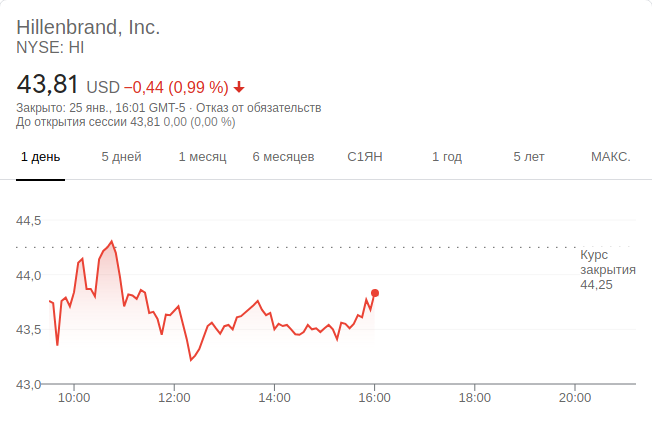 Hillenbrand, Inc.
NYSE: HI
43,81 USD −0,44 (0,99 %)
Закрыто: 25 янв., 16:01 GMT-5 · Отказ от обязательств
До открытия сессии 43,81 0,00 (0,00 %)
1 день 5 дней 1 месяц 6 месяцев С1ЯН 1 год 5 лет МАКС.
44,5
Курс
закрытия
44,25
44,0
43,5
43,0
10:00 12:00 14:00 16:00 18:00 20:00